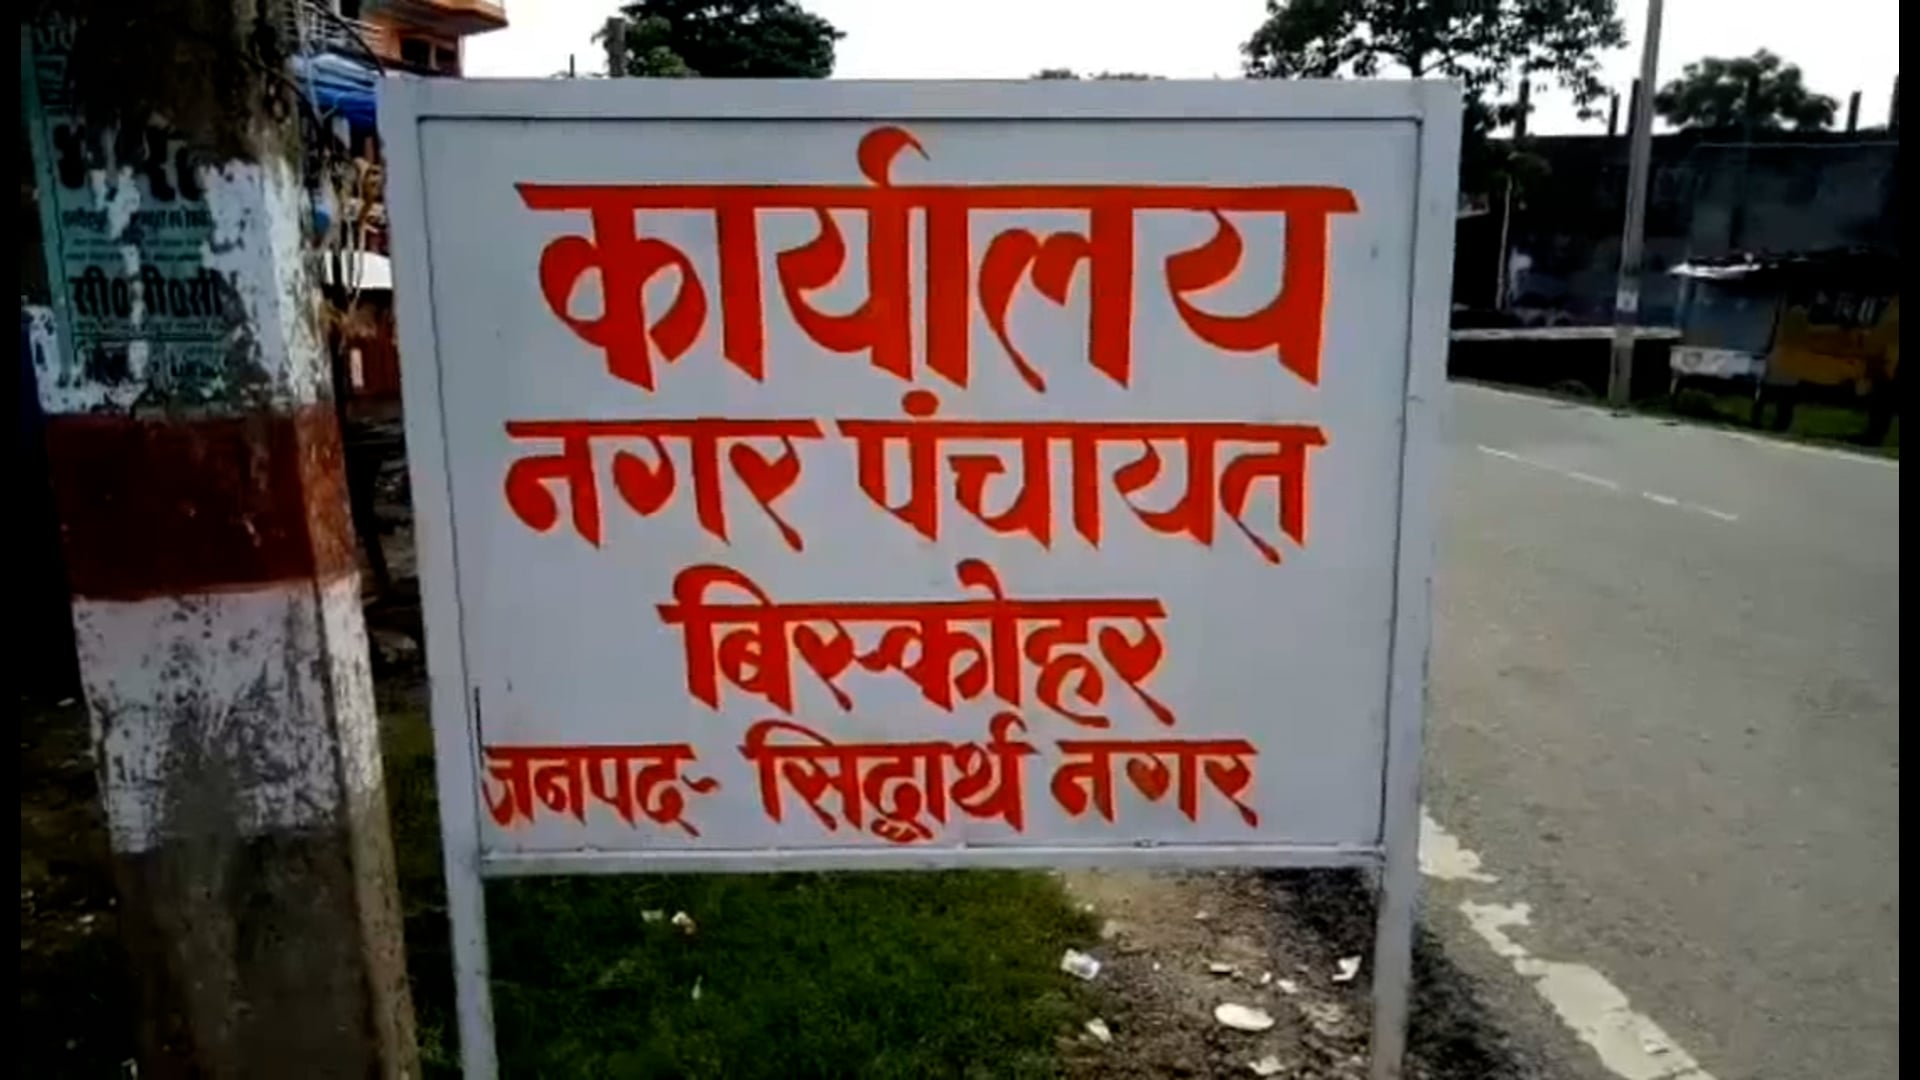 कार्यालय
नगर पंचायत
बिस्कोहर
जनपद- सिद्धार्थ नगर